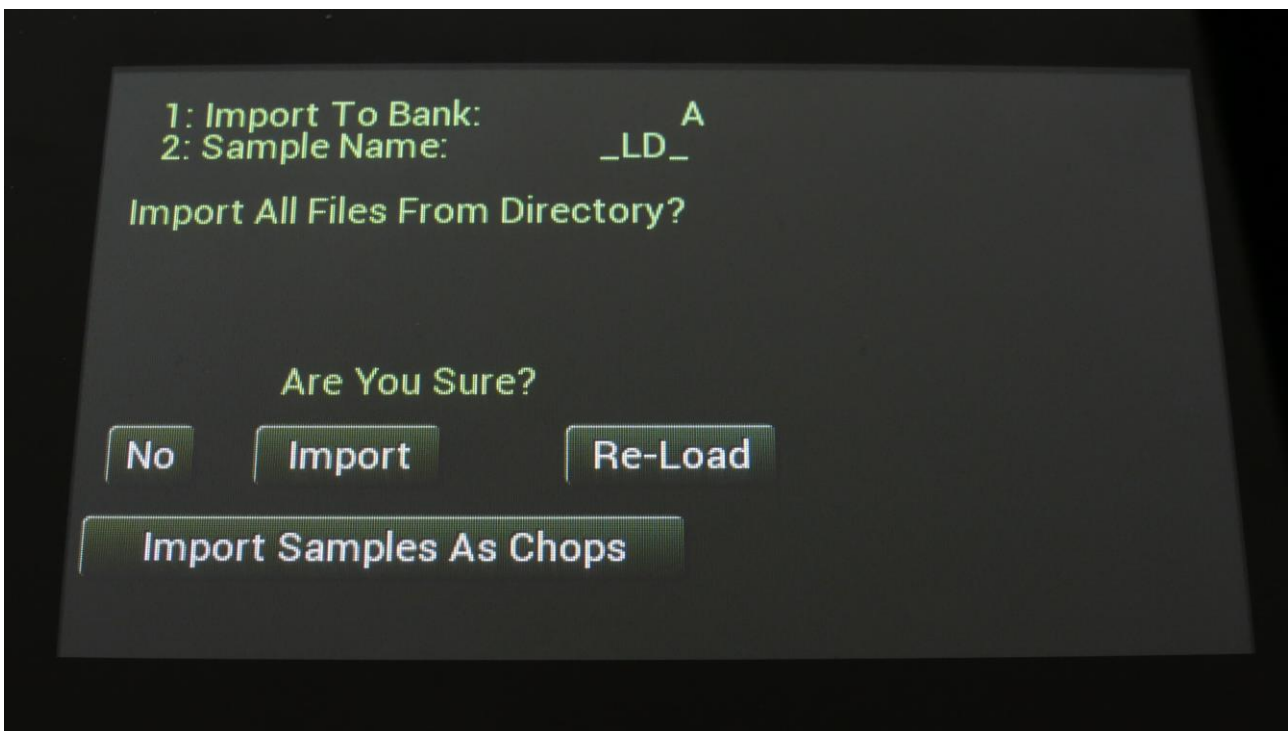 1: Import To Bank: A
2: Sample Name: _LD_
Import All Files From Directory?
Are You Sure?
No Import Re-Load
Import Samples As Chops